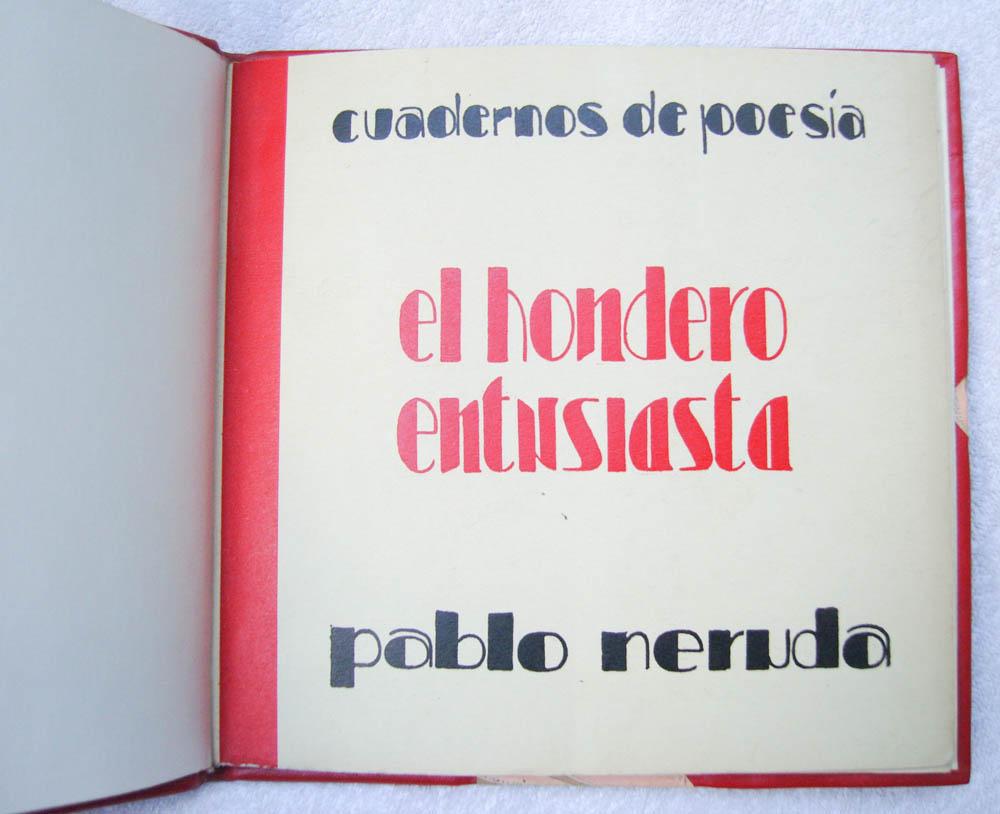 cuadernos de poesía
el hondero
entusiasta
pablo neruda